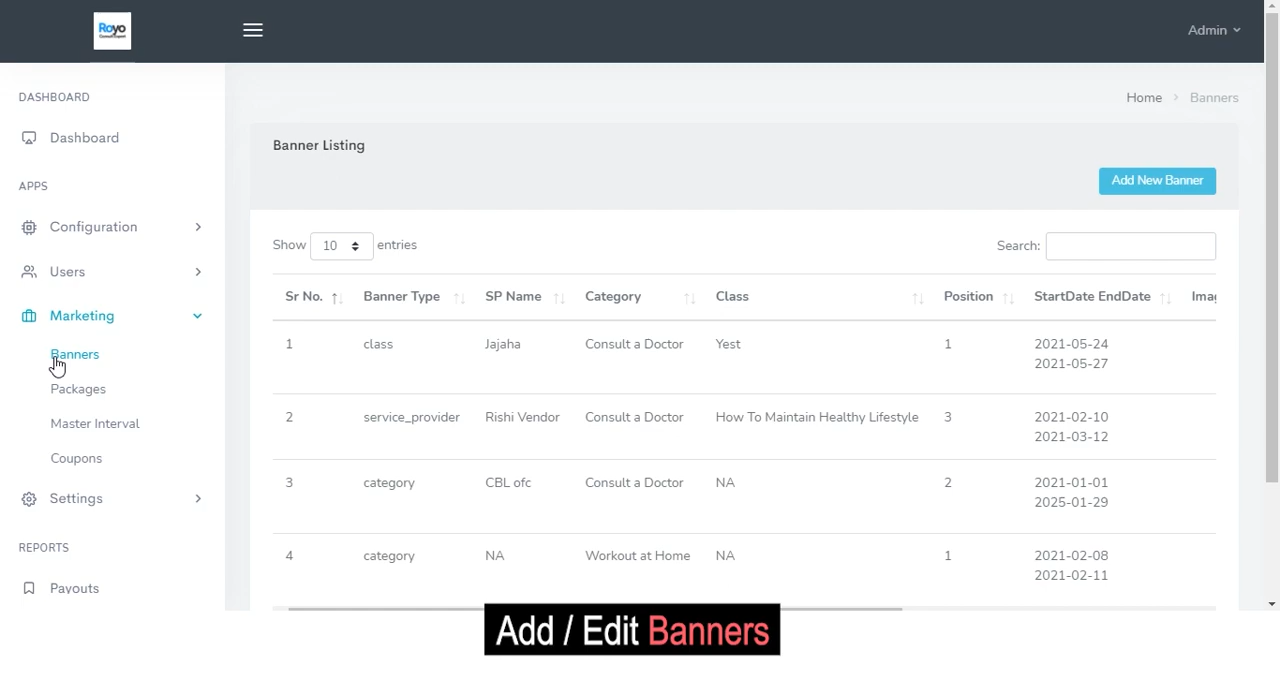 Royo
Consult Expert
Admin
DASHBOARD
Dashboard
APPS
Configuration
Users
Marketing
Banners
Packages
Master Interval
Coupons
Settings
REPORTS
Payouts
Home > Banners
Banner Listing
Add New Banner
Show 10 entries
Search:
Sr No. Banner Type SP Name Category Class Position StartDate EndDate Imag
1 class Jajaha Consult a Doctor Yest 1 2021-05-24
2021-05-27
2 service_provider Rishi Vendor Consult a Doctor How To Maintain Healthy Lifestyle 3 2021-02-10
2021-03-12
3 category CBL ofc Consult a Doctor NA 2 2021-01-01
2025-01-29
4 category NA Workout at Home NA 1 2021-02-08
2021-02-11
Add / Edit Banners